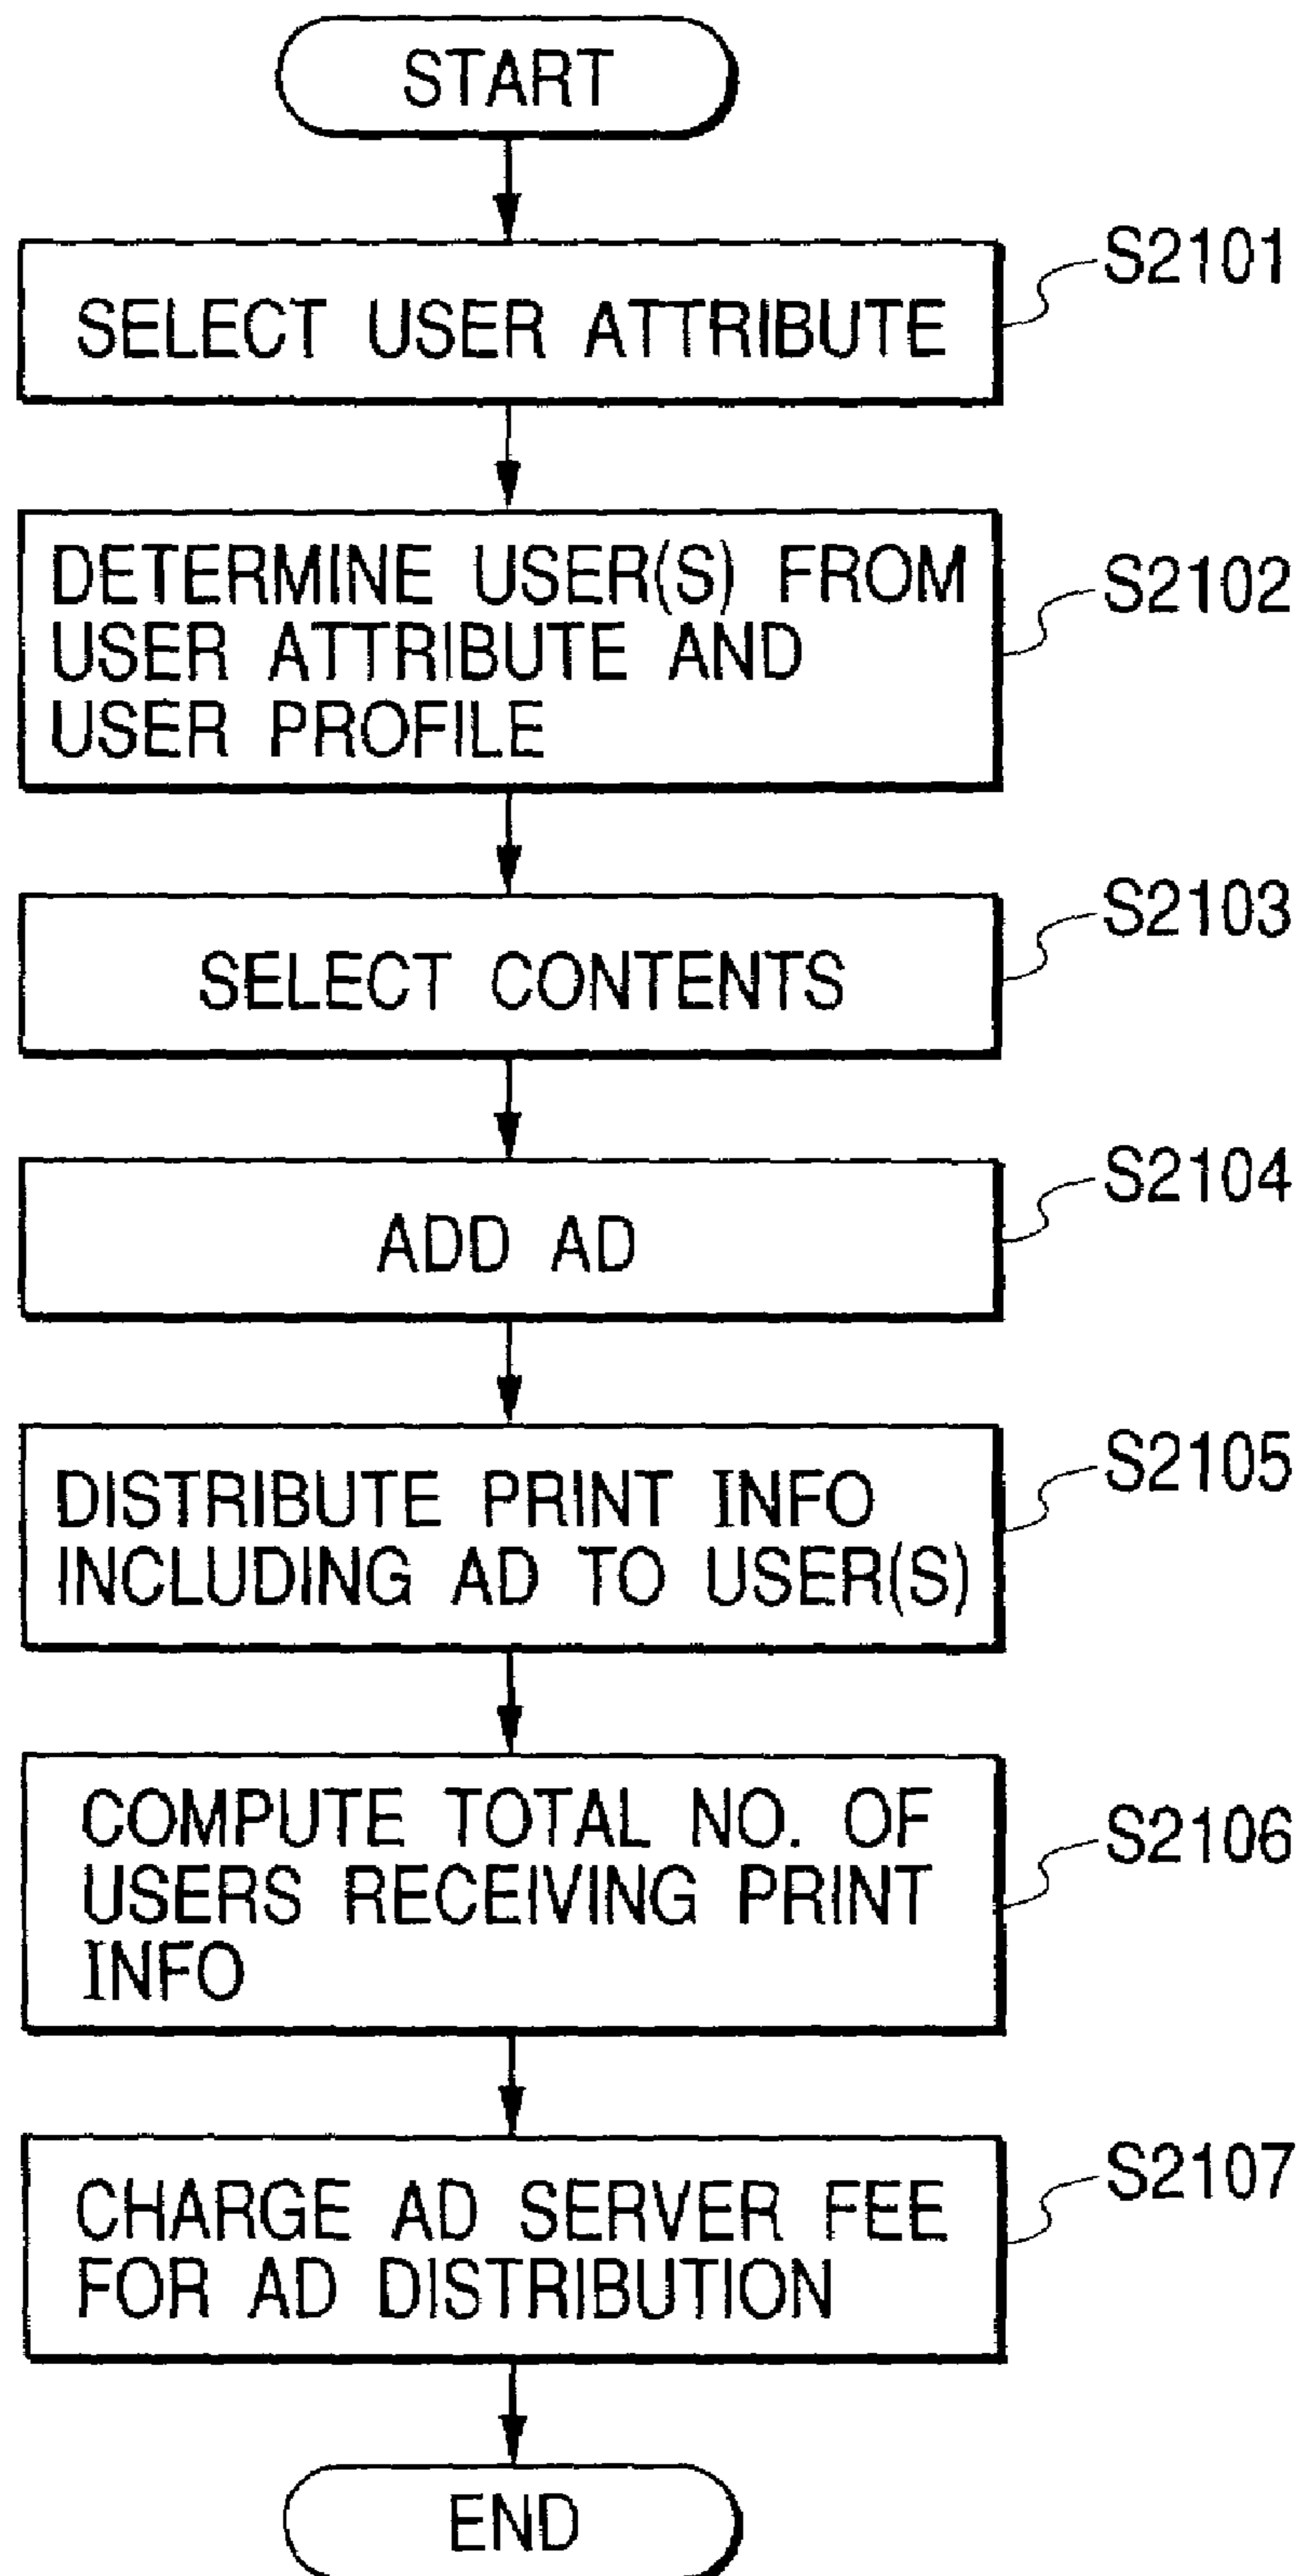 START
S2101
SELECT USER ATTRIBUTE
S2102
DETERMINE USER(S) FROM
USER ATTRIBUTE AND
USER PROFILE
S2103
SELECT CONTENTS
S2104
ADD AD
S2105
DISTRIBUTE PRINT INFO
INCLUDING AD TO USER(S)
S2106
COMPUTE TOTAL NO. OF
USERS RECEIVING PRINT
INFO
S2107
CHARGE AD SERVER FEE
FOR AD DISTRIBUTION
END